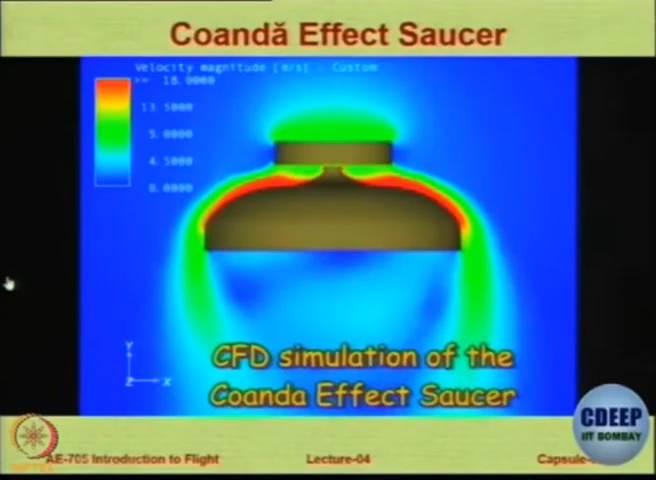 Coandă Effect Saucer
Velocity magnitude [m/s] - Custom
>= 18.0000
13.5000
9.0000
4.5000
0.0000
Y
Z X
CFD simulation of the
Coanda Effect Saucer
CDEEP
IIT BOMBAY
AE-705 Introduction to Flight Lecture-04